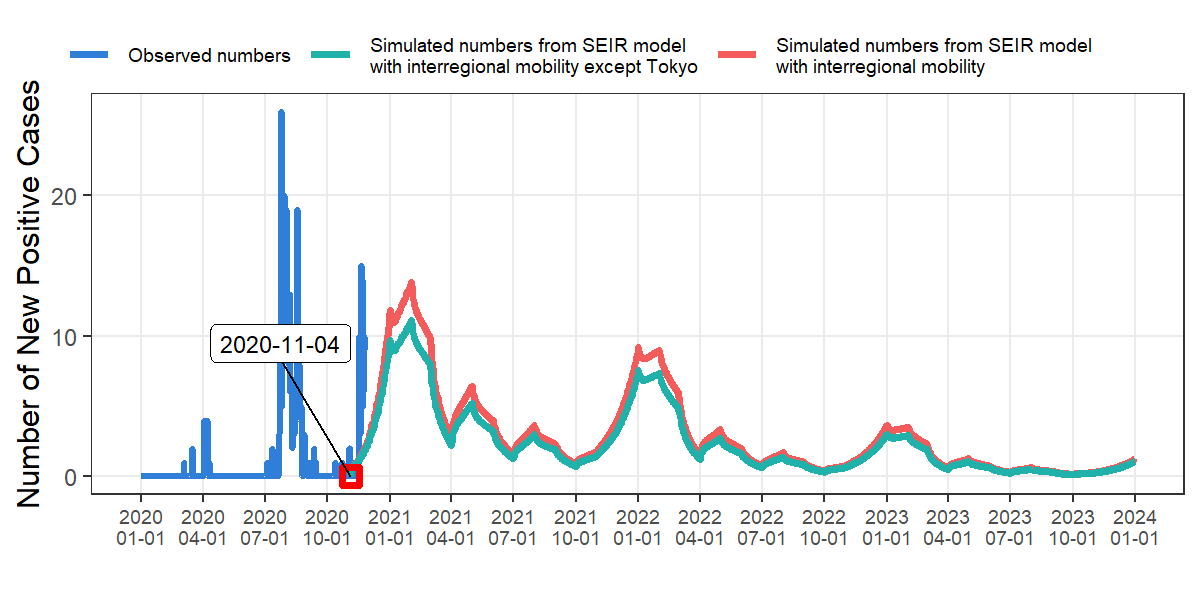 Observed numbers
Simulated numbers from SEIR model
with interregional mobility except Tokyo
Simulated numbers from SEIR model
with interregional mobility
Number of New Positive Cases
20
10
0
2020-11-04
2020 2020 2020 2020 2021 2021 2021 2021 2022 2022 2022 2022 2023 2023 2023 2023 2024
01-01 04-01 07-01 10-01 01-01 04-01 07-01 10-01 01-01 04-01 07-01 10-01 01-01 04-01 07-01 10-01 01-01